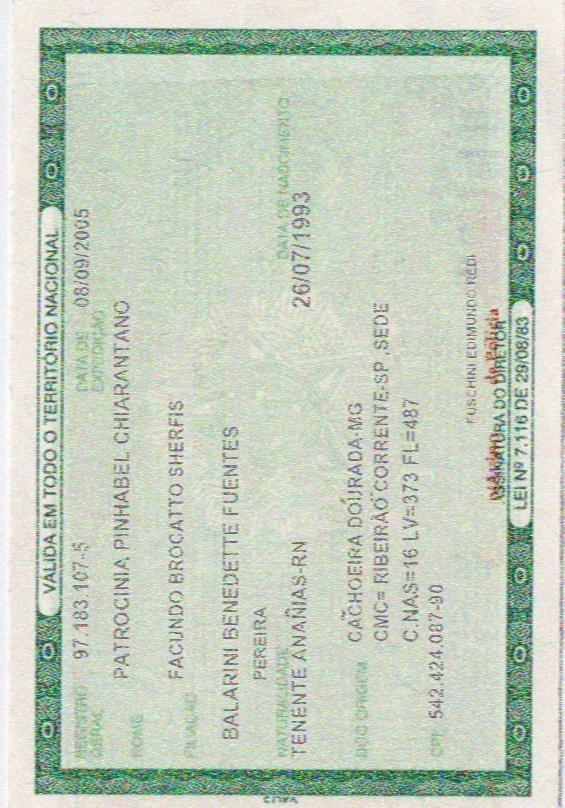 VÁLIDA EM TODO O TERRITÓRIO NACIONAL
REGISTRO GERAL 97.183.107-5 DATA DE EXPEDIÇÃO 08/09/2005
NOME PATROCINIA PINHABEL CHIARANTANO
FILIAÇÃO FACUNDO BROCATTO SHERFIS
BALARINI BENEDETTE FUENTES
PEREIRA
NATURALIDADE DATA DE NASCIMENTO
TENENTE ANANIAS-RN 26/07/1993
DOC ORIGEM CACHOEIRA DOURADA-MG
CMC= RIBEIRÃO CORRENTE-SP ,SEDE
C.NAS=16 LV=373 FL=487
CPF 542.424.087-90
FUSCHINI EDIMUNDO REDI
de Polícia
ASSINATURA DO DIRETOR
LEI Nº 7.116 DE 29/08/83